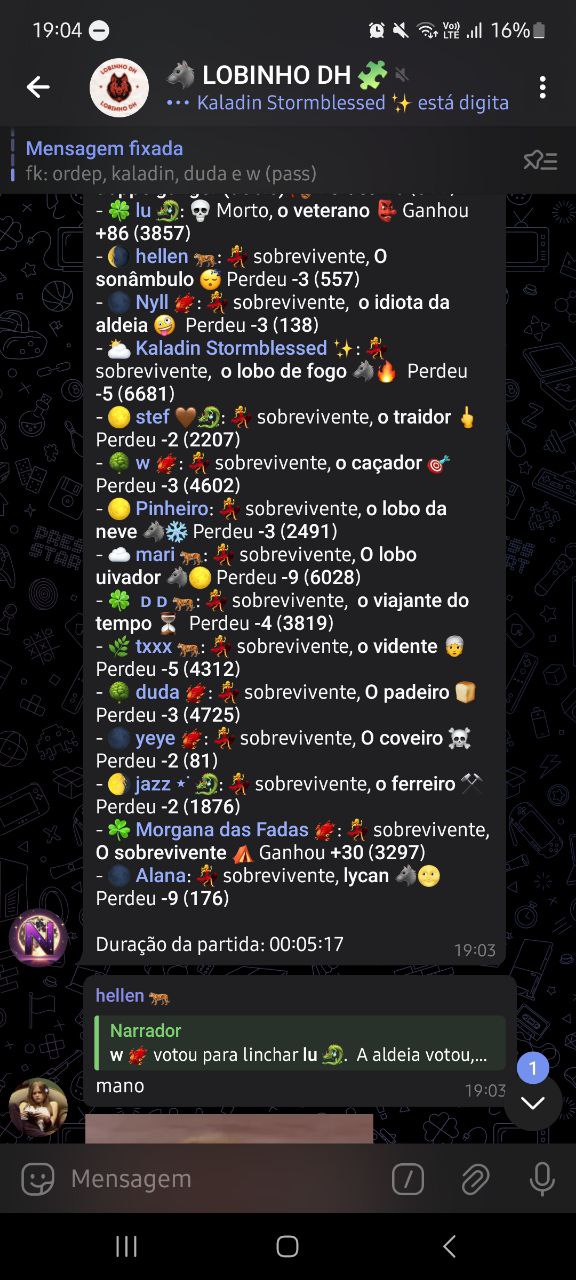 19:04
Vo))
LTE
16%
LOBINHO DH
LOBINHO DH
LOBINHO DH
Kaladin Stormblessed ✨ está digita
Mensagem fixada
fk: ordep, kaladin, duda e w (pass)
- 🍀 lu 🐉: 💀 Morto, o veterano 👺 Ganhou
+86 (3857)
- 🌘 hellen 🐅: 💃 sobrevivente, O
sonâmbulo 😴 Perdeu -3 (557)
- 🌑 Nyll 🐲: 💃 sobrevivente, o idiota da
aldeia 🤪 Perdeu -3 (138)
- 🌥 Kaladin Stormblessed ✨: 💃
sobrevivente, o lobo de fogo 🐺🔥 Perdeu
-5 (6681)
- 🌕 stef 🤎🐉: 💃 sobrevivente, o traidor 🖕
Perdeu -2 (2207)
- 🌳 w 🐲: 💃 sobrevivente, o caçador 🎯
Perdeu -3 (4602)
- 🌕 Pinheiro: 💃 sobrevivente, o lobo da
neve 🐺❄️ Perdeu -3 (2491)
- ☁️ mari 🐅: 💃 sobrevivente, O lobo
uivador 🐺🌕 Perdeu -9 (6028)
- 🍀 ᴅ ᴅ 🐅: 💃 sobrevivente, o viajante do
tempo ⏳ Perdeu -4 (3819)
- 🌿 txxx 🐅: 💃 sobrevivente, o vidente 👳
Perdeu -5 (4312)
- 🌳 duda 🐲: 💃 sobrevivente, O padeiro 🍞
Perdeu -3 (4725)
- 🌑 yeye 🐲: 💃 sobrevivente, O coveiro ☠️
Perdeu -2 (81)
- 🌖 jazz ⋆˙🐉: 💃 sobrevivente, o ferreiro ⚒
Perdeu -2 (1876)
- 🍀 Morgana das Fadas 🐲: 💃 sobrevivente,
O sobrevivente ⛺️ Ganhou +30 (3297)
- 🌑 Alana: 💃 sobrevivente, lycan 🐺🌝
Perdeu -9 (176)
Duração da partida: 00:05:17
19:03
N
hellen 🐅
Narrador
w 🐲 votou para linchar lu 🐉. A aldeia votou,...
mano
19:03
1
Mensagem